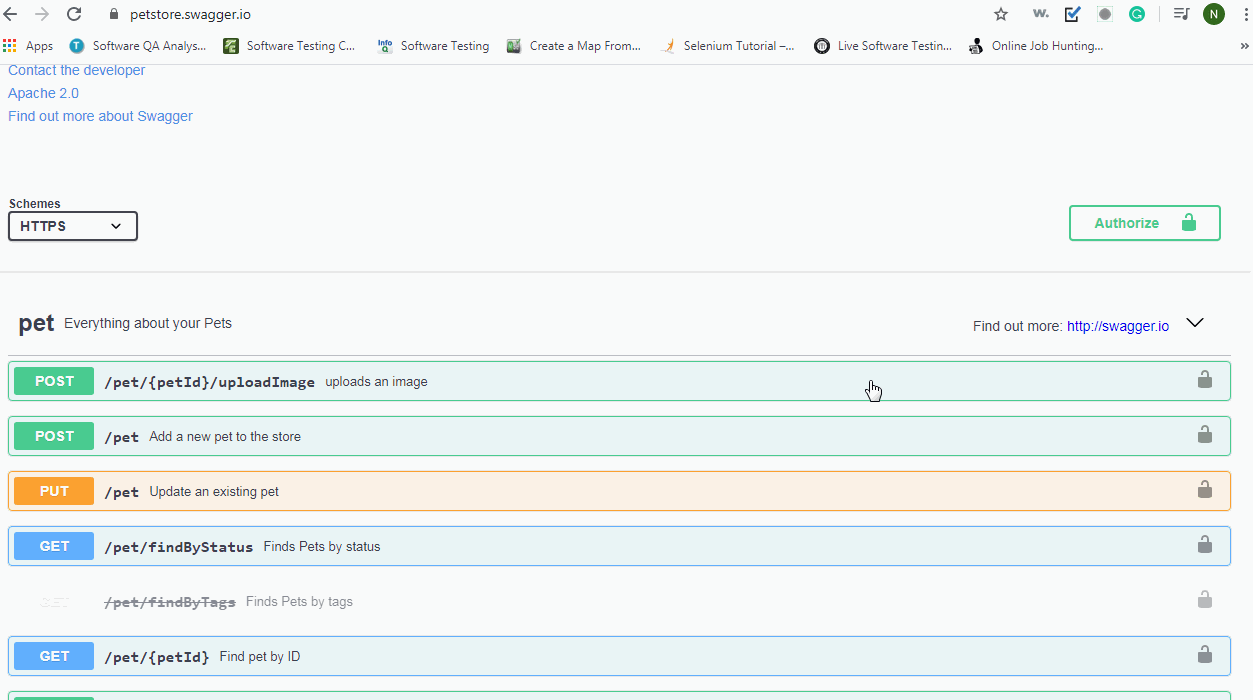 petstore.swagger.io
N
Apps Software QA Analys... Software Testing C... Software Testing Create a Map From... Selenium Tutorial –... Live Software Testin... Online Job Hunting... »
Contact the developer
Apache 2.0
Find out more about Swagger
Schemes
HTTPS
Authorize
pet Everything about your Pets
Find out more: http://swagger.io
POST /pet/{petId}/uploadImage uploads an image
POST /pet Add a new pet to the store
PUT /pet Update an existing pet
GET /pet/findByStatus Finds Pets by status
GET /pet/findByTags Finds Pets by tags
GET /pet/{petId} Find pet by ID